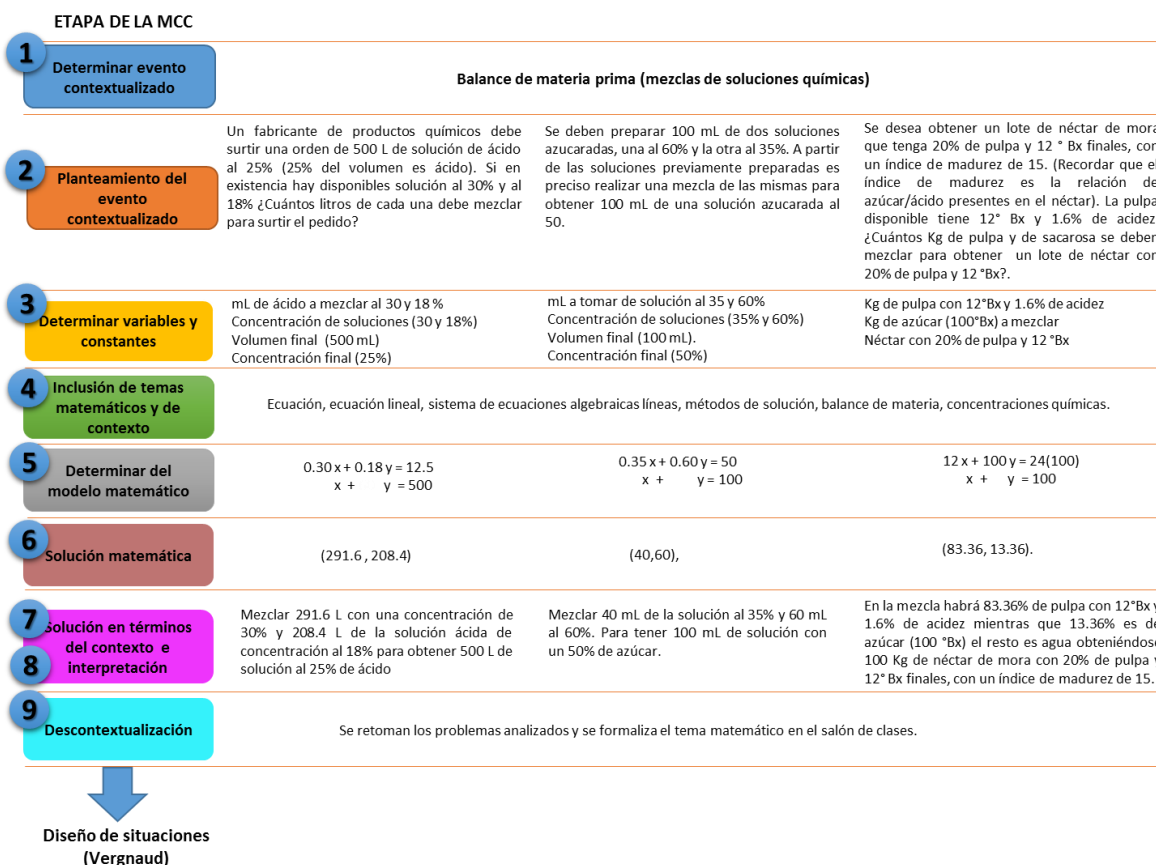 ETAPA DE LA MCC
1
Determinar evento
contextualizado
Balance de materia prima (mezclas de soluciones químicas)
2
Planteamiento del
evento
contextualizado
Un fabricante de productos químicos debe
surtir una orden de 500 L de solución de ácido
al 25% (25% del volumen es ácido). Si en
existencia hay disponibles solución al 30% y al
18% ¿Cuántos litros de cada una debe mezclar
para surtir el pedido?
Se deben preparar 100 mL de dos soluciones
azucaradas, una al 60% y la otra al 35%. A partir
de las soluciones previamente preparadas es
preciso realizar una mezcla de las mismas para
obtener 100 mL de una solución azucarada al
50.
Se desea obtener un lote de néctar de mora
que tenga 20% de pulpa y 12 ° Bx finales, con
un índice de madurez de 15. (Recordar que el
índice de madurez es la relación de
azúcar/ácido presentes en el néctar). La pulpa
disponible tiene 12° Bx y 1.6% de acidez
¿Cuántos Kg de pulpa y de sacarosa se deben
mezclar para obtener un lote de néctar con
20% de pulpa y 12 °Bx?.
3
Determinar variables y
constantes
mL de ácido a mezclar al 30 y 18 %
Concentración de soluciones (30 y 18%)
Volumen final (500 mL)
Concentración final (25%)
mL a tomar de solución al 35 y 60%
Concentración de soluciones (35% y 60%)
Volumen final (100 mL).
Concentración final (50%)
Kg de pulpa con 12°Bx y 1.6% de acidez
Kg de azúcar (100°Bx) a mezclar
Néctar con 20% de pulpa y 12 °Bx
4
Inclusión de temas
matemáticos y de
contexto
Ecuación, ecuación lineal, sistema de ecuaciones algebraicas líneas, métodos de solución, balance de materia, concentraciones químicas.
5
Determinar del
modelo matemático
0.30 x + 0.18 y = 12.5
x + y = 500
0.35 x + 0.60 y = 50
x + y = 100
12 x + 100 y = 24(100)
x + y = 100
6
Solución matemática
(291.6 , 208.4)
(40,60),
(83.36, 13.36).
7
8
Solución en términos
del contexto e
interpretación
Mezclar 291.6 L con una concentración de
30% y 208.4 L de la solución ácida de
concentración al 18% para obtener 500 L de
solución al 25% de ácido
Mezclar 40 mL de la solución al 35% y 60 mL
al 60%. Para tener 100 mL de solución con
un 50% de azúcar.
En la mezcla habrá 83.36% de pulpa con 12°Bx y
1.6% de acidez mientras que 13.36% es de
azúcar (100 °Bx) el resto es agua obteniéndose
100 Kg de néctar de mora con 20% de pulpa y
12° Bx finales, con un índice de madurez de 15.
9
Descontextualización
Se retoman los problemas analizados y se formaliza el tema matemático en el salón de clases.
Diseño de situaciones
(Vergnaud)